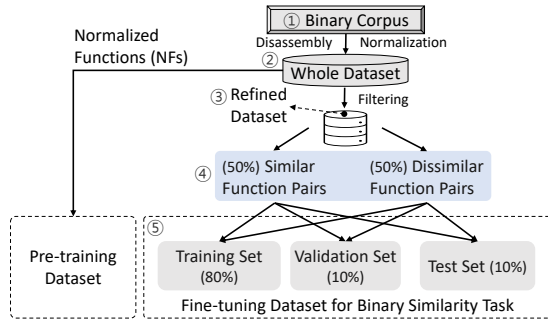 ① Binary Corpus
Normalized
Functions (NFs)
Disassembly
Normalization
②
Whole Dataset
③ Refined
Dataset
Filtering
④
(50%) Similar
Function Pairs
(50%) Dissimilar
Function Pairs
⑤
Pre-training
Dataset
Training Set
(80%)
Validation Set
(10%)
Test Set (10%)
Fine-tuning Dataset for Binary Similarity Task